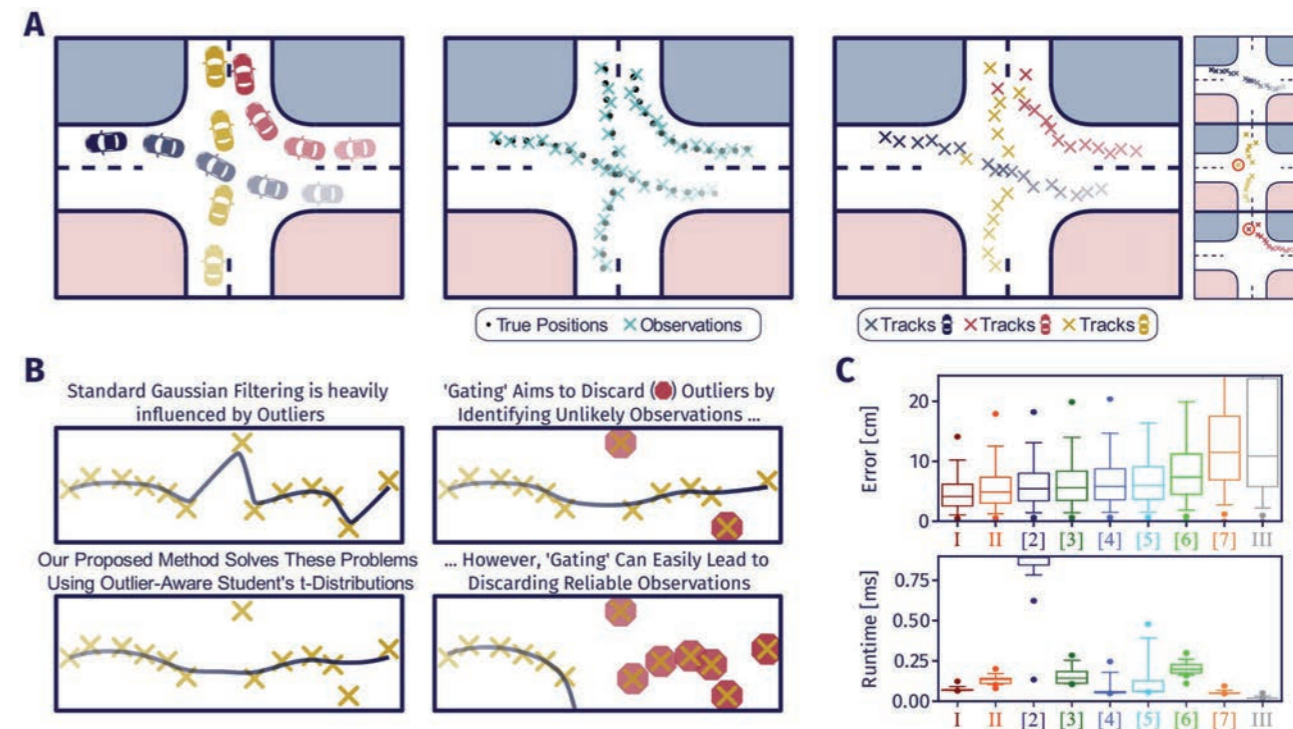 A
True Positions Observations
Tracks Tracks Tracks
B
Standard Gaussian Filtering is heavily
influenced by Outliers
'Gating' Aims to Discard ( ) Outliers by
Identifying Unlikely Observations ...
Our Proposed Method Solves These Problems
Using Outlier-Aware Student's t-Distributions
... However, 'Gating' Can Easily Lead to
Discarding Reliable Observations
C
Error [cm]
20
10
0
I II [2] [3] [4] [5] [6] [7] III
Runtime [ms]
0.75
0.50
0.25
0.00
I II [2] [3] [4] [5] [6] [7] III